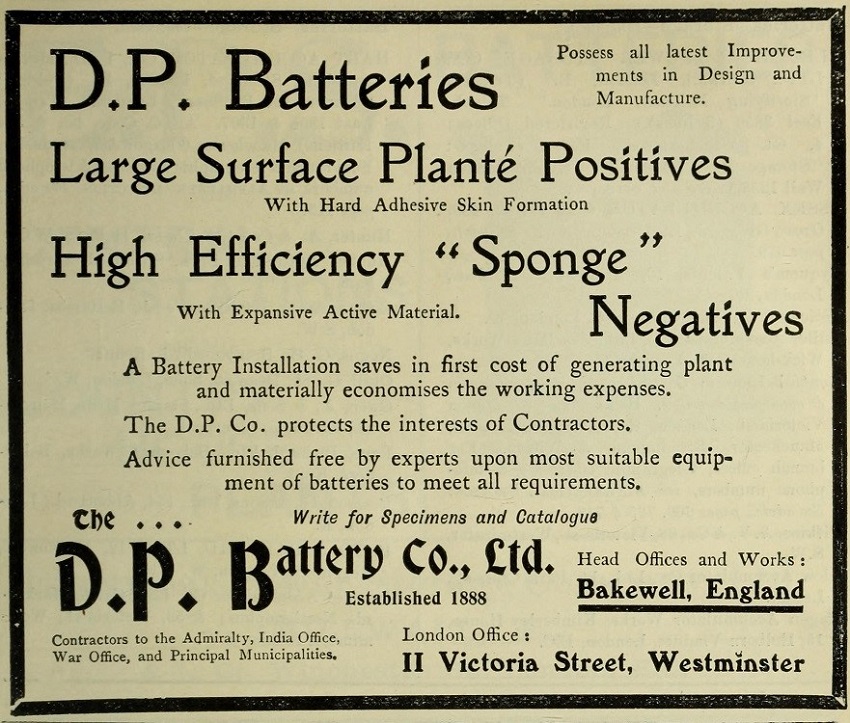 D.P. Batteries
Possess all latest Improve-
ments in Design and
Manufacture.
Large Surface Planté Positives
With Hard Adhesive Skin Formation
High Efficiency “Sponge”
With Expansive Active Material.
Negatives
A Battery Installation saves in first cost of generating plant
and materially economises the working expenses.
The D.P. Co. protects the interests of Contractors.
Advice furnished free by experts upon most suitable equip-
ment of batteries to meet all requirements.
The ...
Write for Specimens and Catalogue
D.P. Battery Co., Ltd.
Established 1888
Head Offices and Works:
Bakewell, England
Contractors to the Admiralty, India Office,
War Office, and Principal Municipalities.
London Office:
11 Victoria Street, Westminster